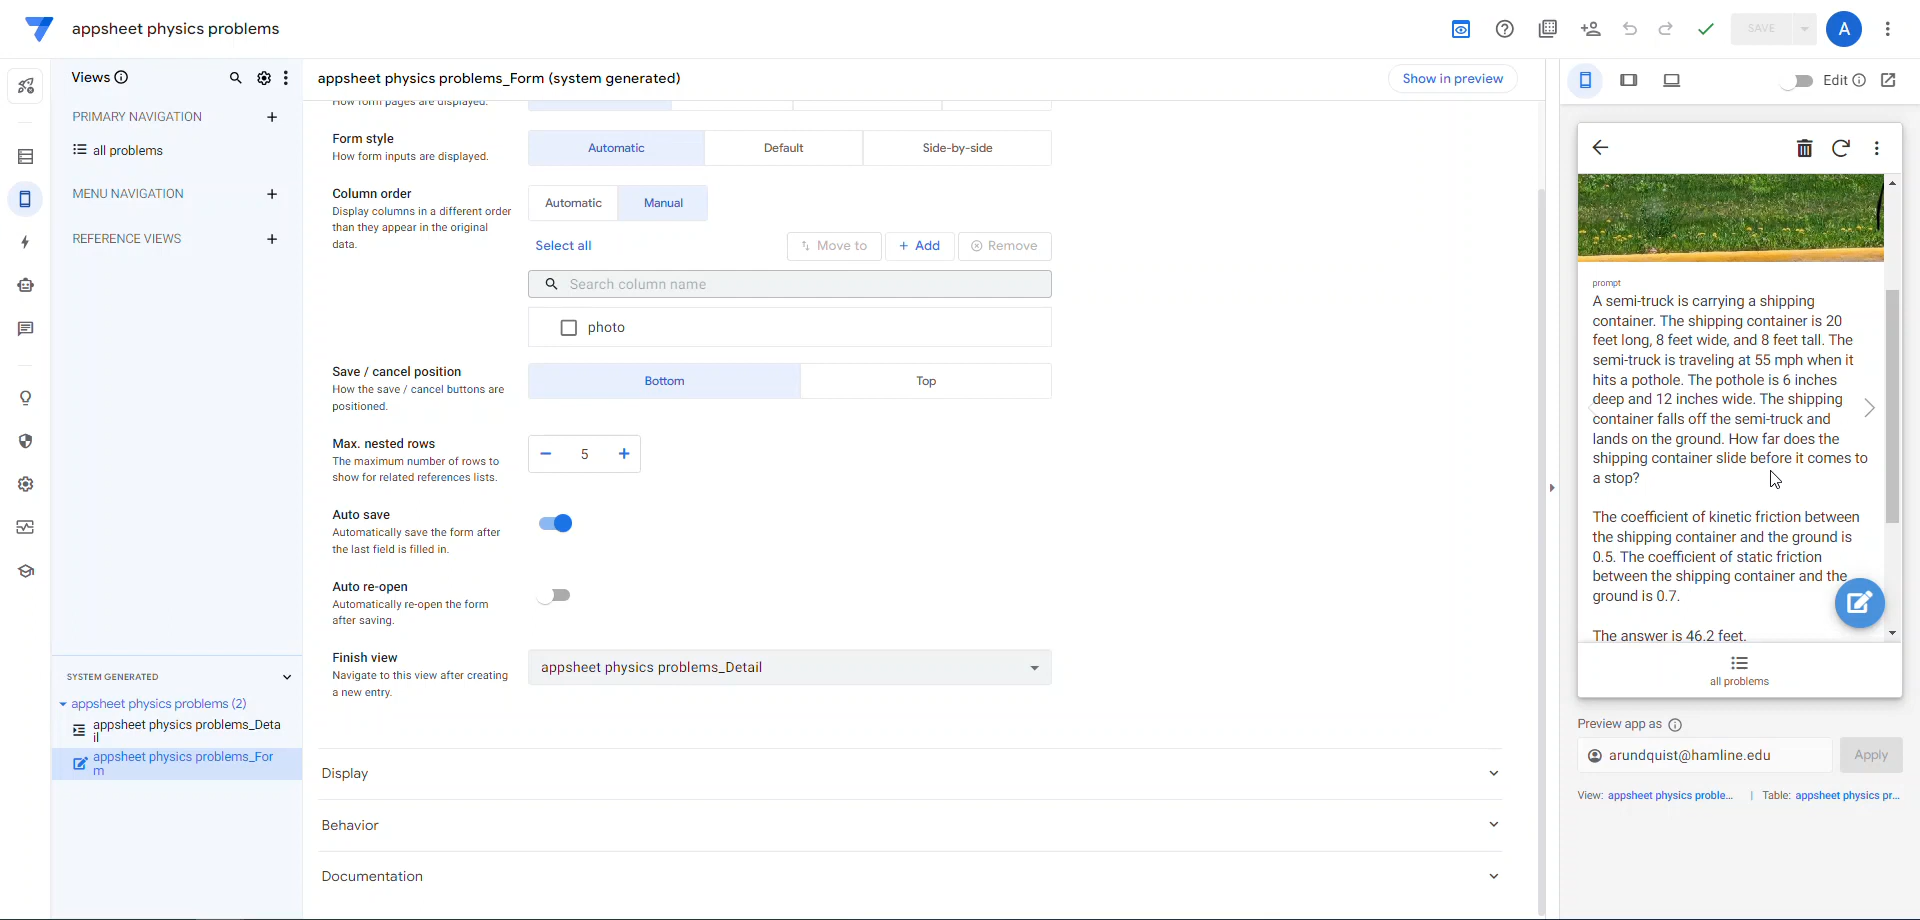 appsheet physics problems
SAVE
A
Views
PRIMARY NAVIGATION
all problems
MENU NAVIGATION
REFERENCE VIEWS
SYSTEM GENERATED
appsheet physics problems (2)
appsheet physics problems_Deta
il
appsheet physics problems_For
m
appsheet physics problems_Form (system generated)
Show in preview
How form pages are displayed.
Form style
How form inputs are displayed.
Automatic
Default
Side-by-side
Column order
Display columns in a different order
than they appear in the original
data.
Automatic
Manual
Select all
Move to
+ Add
Remove
Search column name
photo
Save / cancel position
How the save / cancel buttons are
positioned.
Bottom
Top
Max. nested rows
The maximum number of rows to
show for related references lists.
− 5 +
Auto save
Automatically save the form after
the last field is filled in.
Auto re-open
Automatically re-open the form
after saving.
Finish view
Navigate to this view after creating
a new entry.
appsheet physics problems_Detail
Display
Behavior
Documentation
Edit
prompt
A semi-truck is carrying a shipping
container. The shipping container is 20
feet long, 8 feet wide, and 8 feet tall. The
semi-truck is traveling at 55 mph when it
hits a pothole. The pothole is 6 inches
deep and 12 inches wide. The shipping
container falls off the semi-truck and
lands on the ground. How far does the
shipping container slide before it comes to
a stop?
The coefficient of kinetic friction between
the shipping container and the ground is
0.5. The coefficient of static friction
between the shipping container and the
ground is 0.7.
The answer is 46.2 feet.
all problems
Preview app as
arundquist@hamline.edu
Apply
View: appsheet physics proble... | Table: appsheet physics pr...